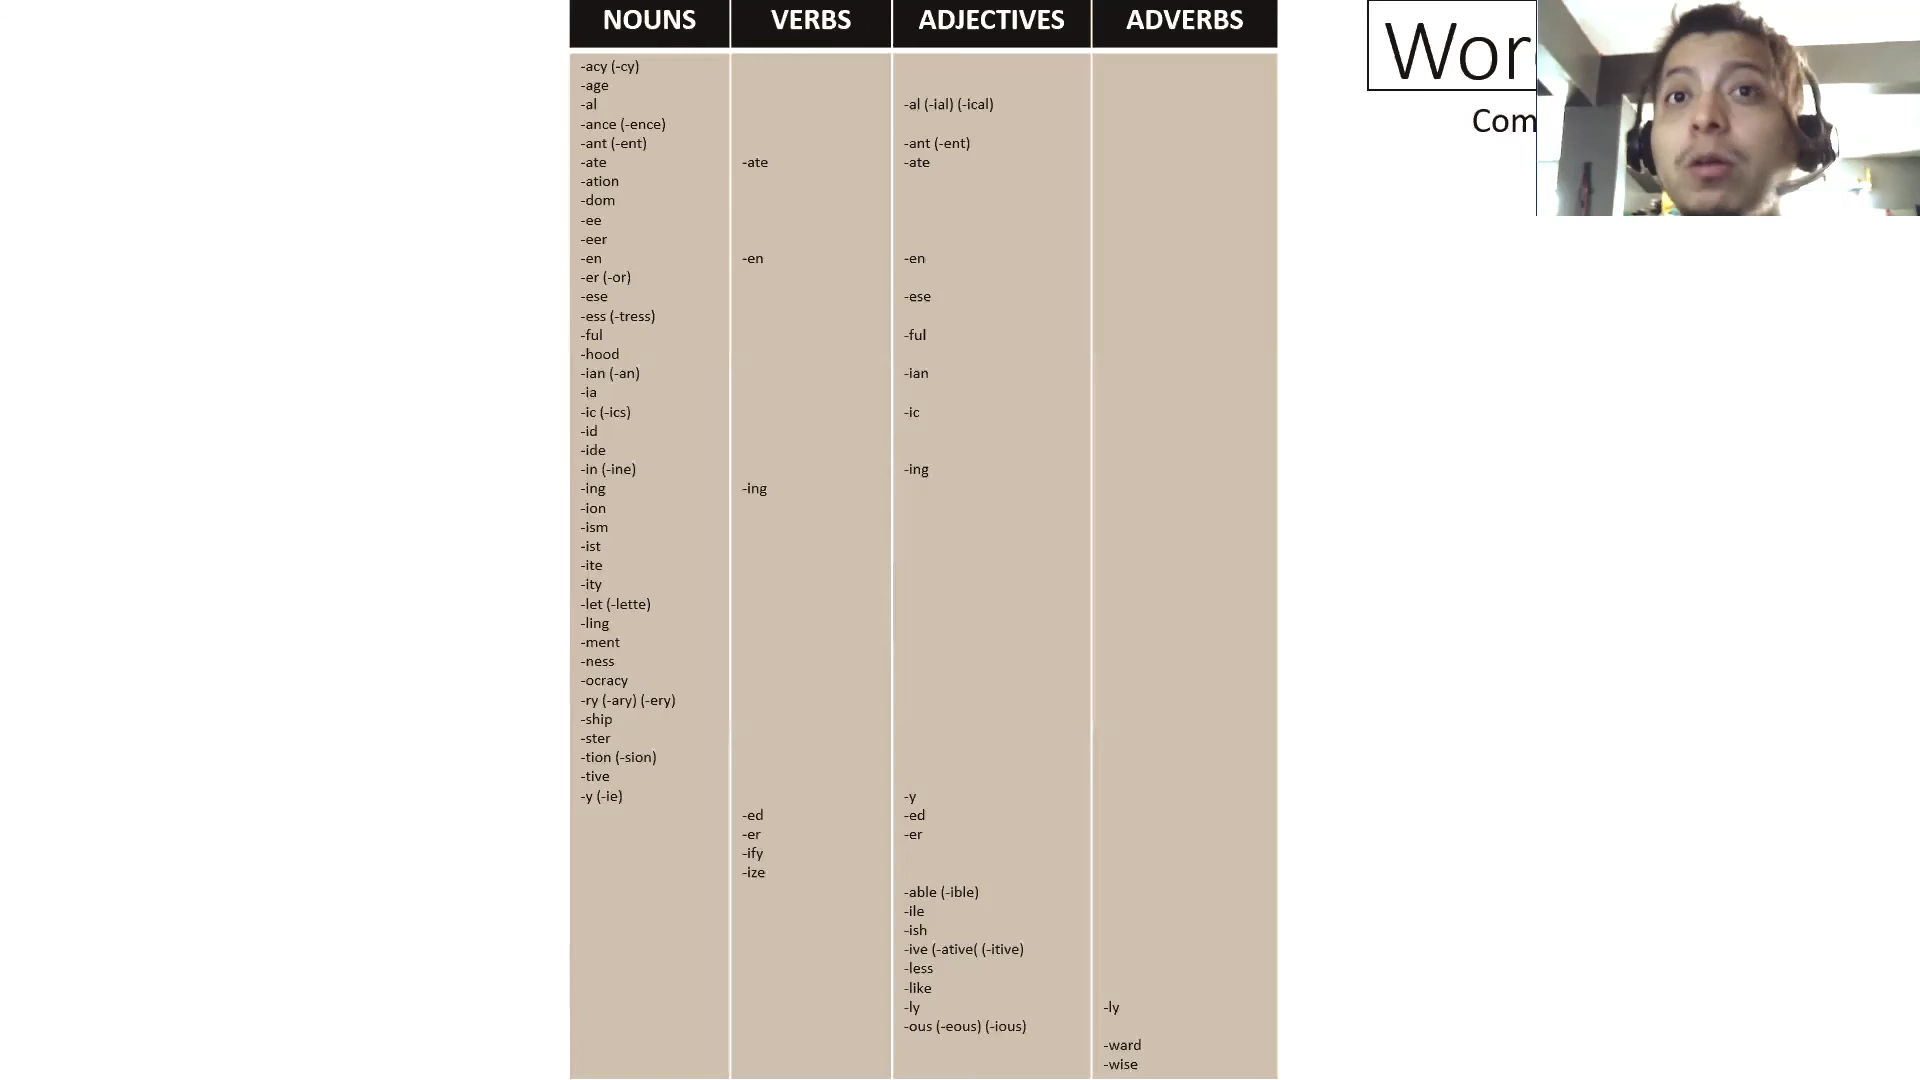 NOUNS VERBS ADJECTIVES ADVERBS
-acy (-cy)
-age
-al -al (-ial) (-ical)
-ance (-ence)
-ant (-ent) -ant (-ent)
-ate -ate -ate
-ation
-dom
-ee
-eer
-en -en -en
-er (-or)
-ese -ese
-ess (-tress)
-ful -ful
-hood
-ian (-an) -ian
-ia
-ic (-ics) -ic
-id
-ide
-in (-ine) -ing
-ing -ing
-ion
-ism
-ist
-ite
-ity
-let (-lette)
-ling
-ment
-ness
-ocracy
-ry (-ary) (-ery)
-ship
-ster
-tion (-sion)
-tive
-y (-ie) -y
-ed -ed
-er -er
-ify
-ize
-able (-ible)
-ile
-ish
-ive (-ative( (-itive)
-less
-like
-ly -ly
-ous (-eous) (-ious)
-ward
-wise
Wor
Com